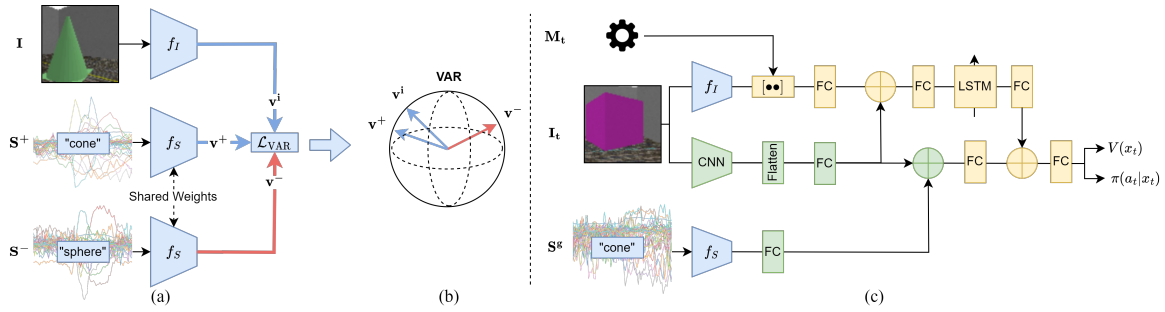 I
f_I
v^i
S^+
"cone"
f_S
v^+
L_VAR
v^-
Shared Weights
S^-
"sphere"
f_S
(a)
VAR
v^i
v^+
v^-
(b)
M_t
I_t
f_I
[●●]
FC
FC
LSTM
FC
CNN
Flatten
FC
FC
FC
V(x_t)
π(a_t|x_t)
S^g
"cone"
f_S
FC
(c)